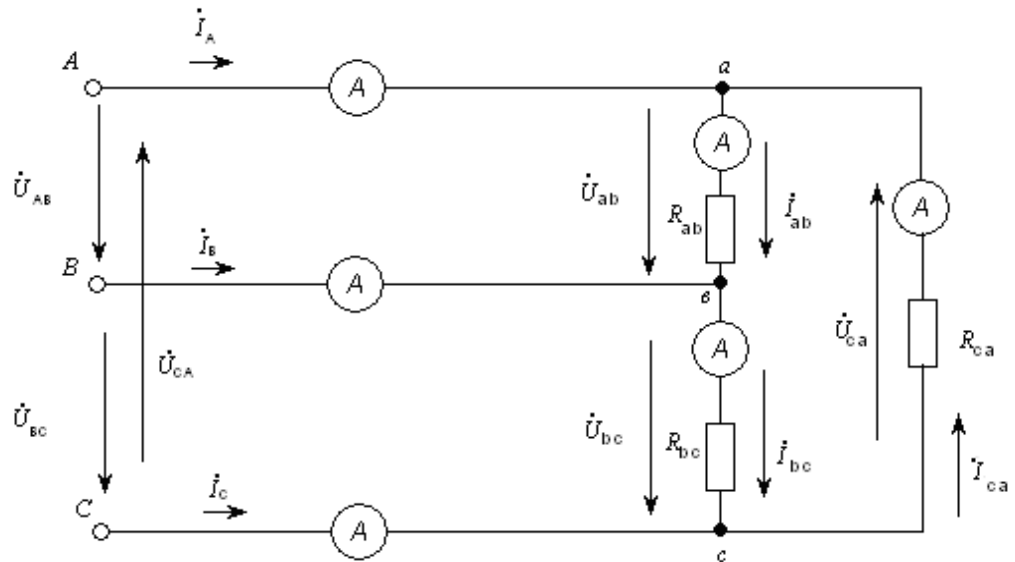 İ_A
A
A
a
A
U̇_AB
U̇_ab
R_ab
İ_ab
A
B
İ_B
A
в
U̇_CA
A
U̇_ca
R_ca
U̇_BC
U̇_bc
R_bc
İ_bc
İ_ca
C
İ_C
A
c